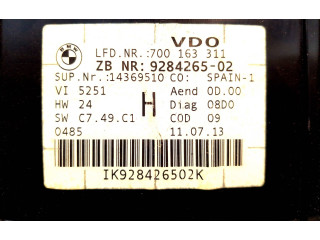 BMW
VDO
LFD.NR.:700 163 311
ZB NR:9284265-02
SUP.Nr.:14369510 CO: SPAIN-1
VI 5251 Aend 0D.00
HW 24 H Diag 08D0
SW C7.49.C1 COD 09
0485 11.07.13
IK928426502K